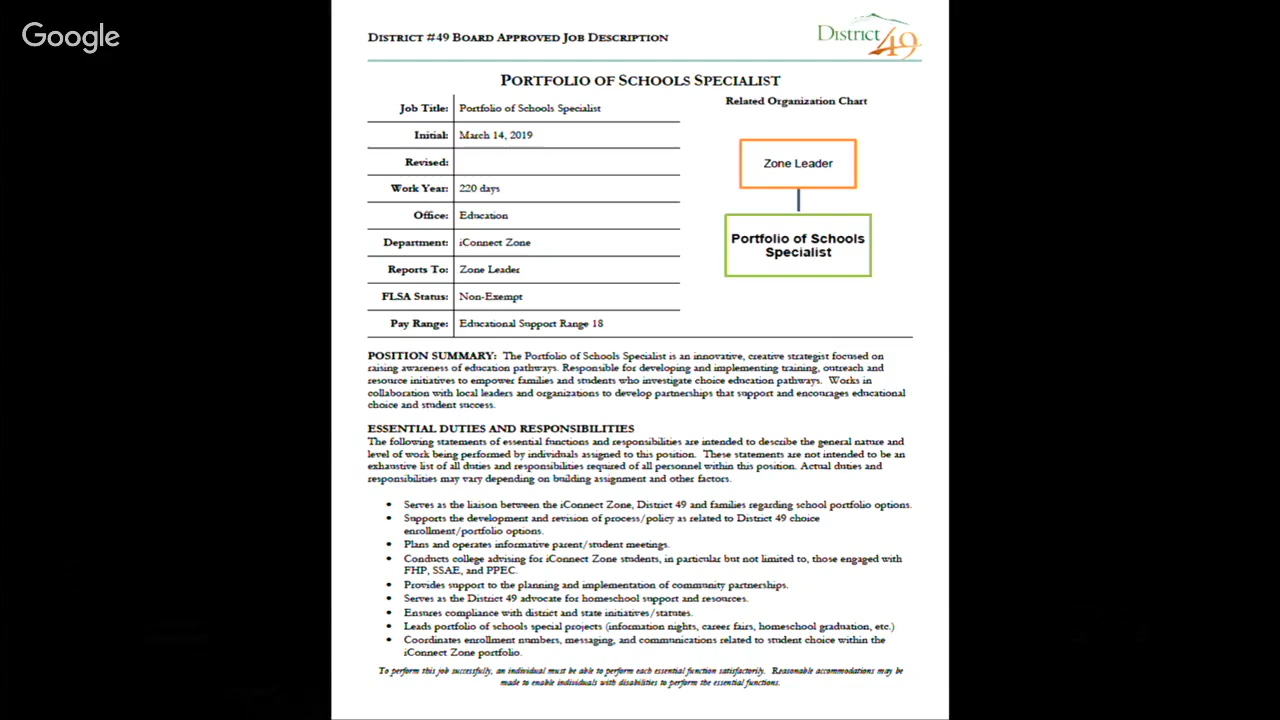 Google
DISTRICT #49 BOARD APPROVED JOB DESCRIPTION
District 49
PORTFOLIO OF SCHOOLS SPECIALIST
Related Organization Chart
Job Title: Portfolio of Schools Specialist
Initial: March 14, 2019
Revised:
Work Year: 220 days
Office: Education
Department: iConnect Zone
Reports To: Zone Leader
FLSA Status: Non-Exempt
Pay Range: Educational Support Range 18
Zone Leader
Portfolio of Schools
Specialist
POSITION SUMMARY: The Portfolio of Schools Specialist is an innovative, creative strategist focused on
raising awareness of education pathways. Responsible for developing and implementing training, outreach and
resource initiatives to empower families and students who investigate choice education pathways. Works in
collaboration with local leaders and organizations to develop partnerships that support and encourages educational
choice and student success.
ESSENTIAL DUTIES AND RESPONSIBILITIES
The following statements of essential functions and responsibilities are intended to describe the general nature and
level of work being performed by individuals assigned to this position. These statements are not intended to be an
exhaustive list of all duties and responsibilities required of all personnel within this position. Actual duties and
responsibilities may vary depending on building assignment and other factors.
• Serves as the liaison between the iConnect Zone, District 49 and families regarding school portfolio options.
• Supports the development and revision of process/policy as related to District 49 choice
enrollment/portfolio options.
• Plans and operates informative parent/student meetings.
• Conducts college advising for iConnect Zone students, in particular but not limited to, those engaged with
FHP, SSAE, and PPEC.
• Provides support to the planning and implementation of community partnerships.
• Serves as the District 49 advocate for homeschool support and resources.
• Ensures compliance with district and state initiatives/statutes.
• Leads portfolio of schools special projects (information nights, career fairs, homeschool graduation, etc.)
• Coordinates enrollment numbers, messaging, and communications related to student choice within the
iConnect Zone portfolio.
To perform this job successfully, an individual must be able to perform each essential function satisfactorily. Reasonable accommodations may be
made to enable individuals with disabilities to perform the essential functions.